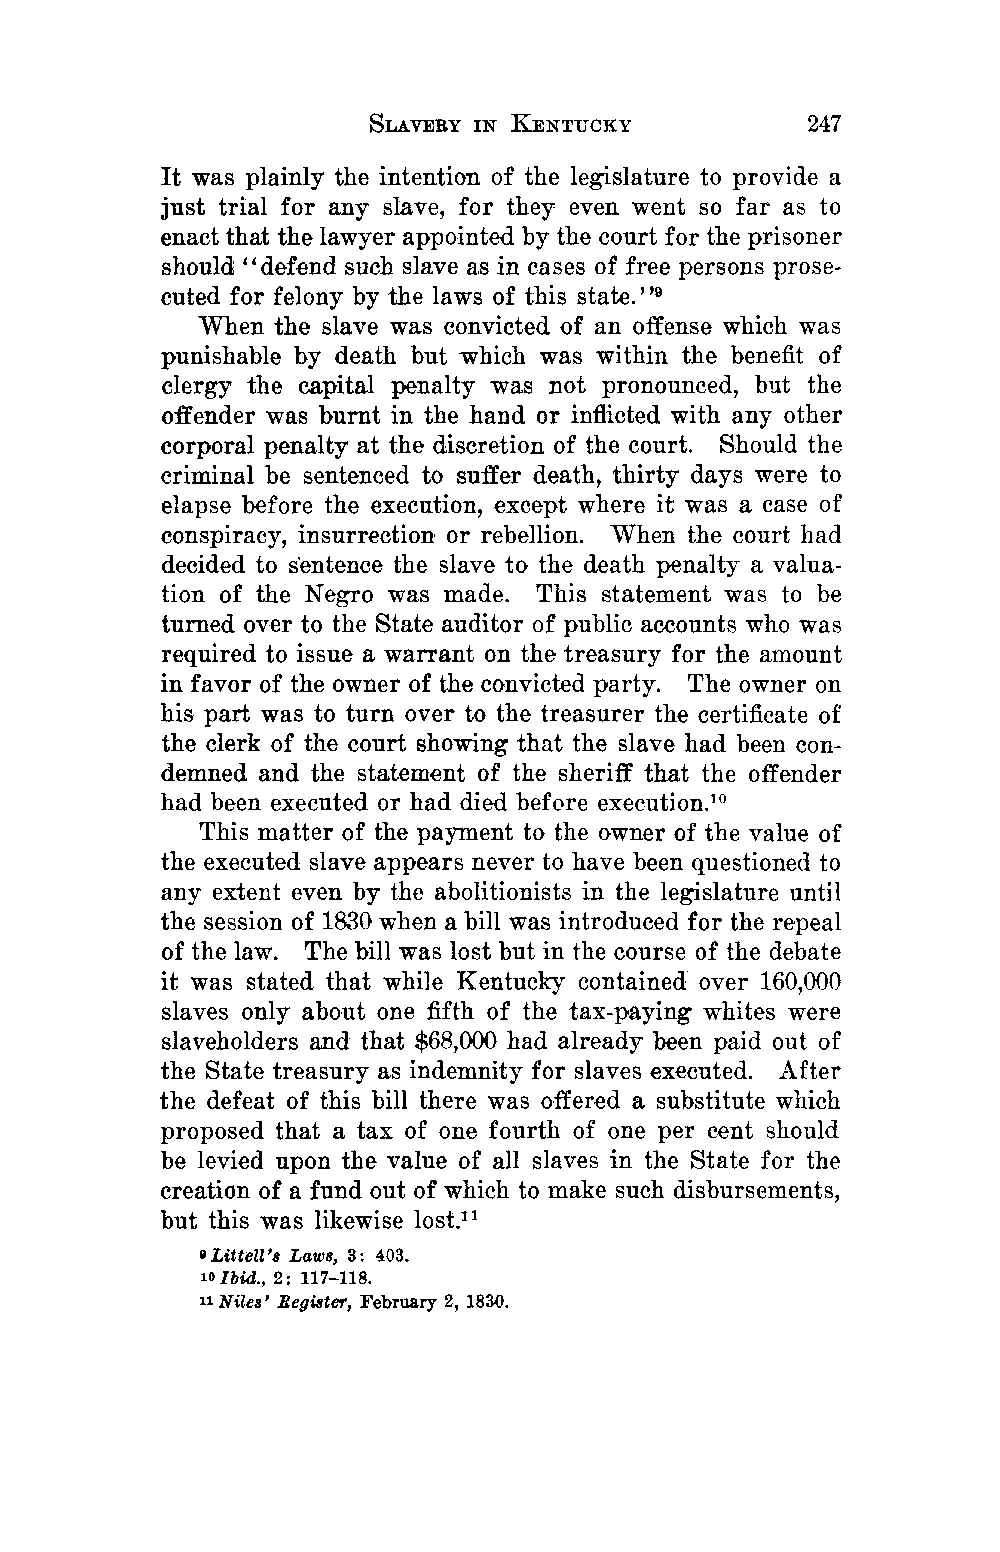 SLAVERY IN KENTUCKY 247
It was plainly the intention of the legislature to provide a
just trial for any slave, for they even went so far as to
enact that the lawyer appointed by the court for the prisoner
should “defend such slave as in cases of free persons prose-
cuted for felony by the laws of this state.”⁹
When the slave was convicted of an offense which was
punishable by death but which was within the benefit of
clergy the capital penalty was not pronounced, but the
offender was burnt in the hand or inflicted with any other
corporal penalty at the discretion of the court. Should the
criminal be sentenced to suffer death, thirty days were to
elapse before the execution, except where it was a case of
conspiracy, insurrection or rebellion. When the court had
decided to sentence the slave to the death penalty a valua-
tion of the Negro was made. This statement was to be
turned over to the State auditor of public accounts who was
required to issue a warrant on the treasury for the amount
in favor of the owner of the convicted party. The owner on
his part was to turn over to the treasurer the certificate of
the clerk of the court showing that the slave had been con-
demned and the statement of the sheriff that the offender
had been executed or had died before execution.¹⁰
This matter of the payment to the owner of the value of
the executed slave appears never to have been questioned to
any extent even by the abolitionists in the legislature until
the session of 1830 when a bill was introduced for the repeal
of the law. The bill was lost but in the course of the debate
it was stated that while Kentucky contained over 160,000
slaves only about one fifth of the tax-paying whites were
slaveholders and that $68,000 had already been paid out of
the State treasury as indemnity for slaves executed. After
the defeat of this bill there was offered a substitute which
proposed that a tax of one fourth of one per cent should
be levied upon the value of all slaves in the State for the
creation of a fund out of which to make such disbursements,
but this was likewise lost.¹¹
⁹ Littell's Laws, 3: 403.
¹⁰ Ibid., 2: 117–118.
¹¹ Niles' Register, February 2, 1830.